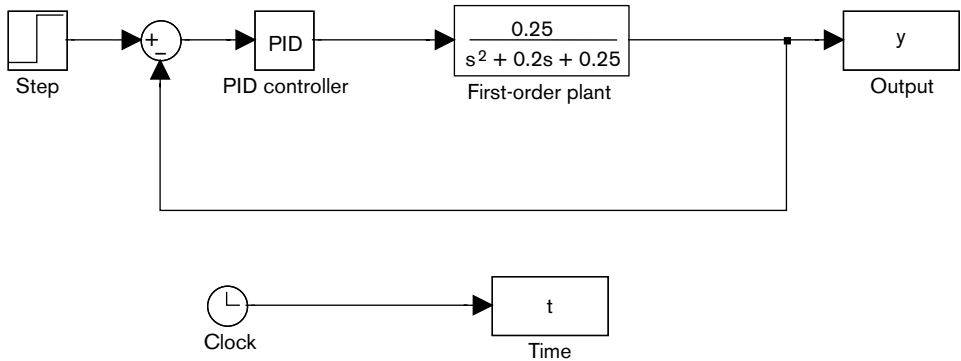 +
−
PID
0.25
s² + 0.2s + 0.25
y
Step
PID controller
First-order plant
Output
t
Clock
Time